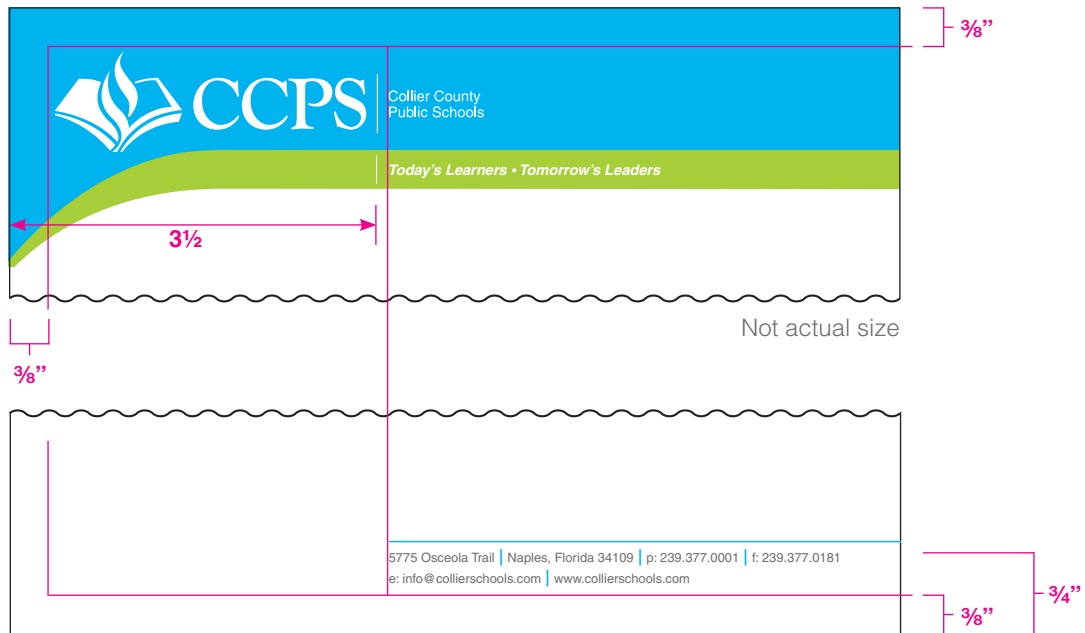 ⅜”
CCPS
Collier County
Public Schools
Today’s Learners • Tomorrow’s Leaders
3½
Not actual size
⅜”
5775 Osceola Trail | Naples, Florida 34109 | p: 239.377.0001 | f: 239.377.0181
e: info@collierschools.com | www.collierschools.com
¾”
⅜”